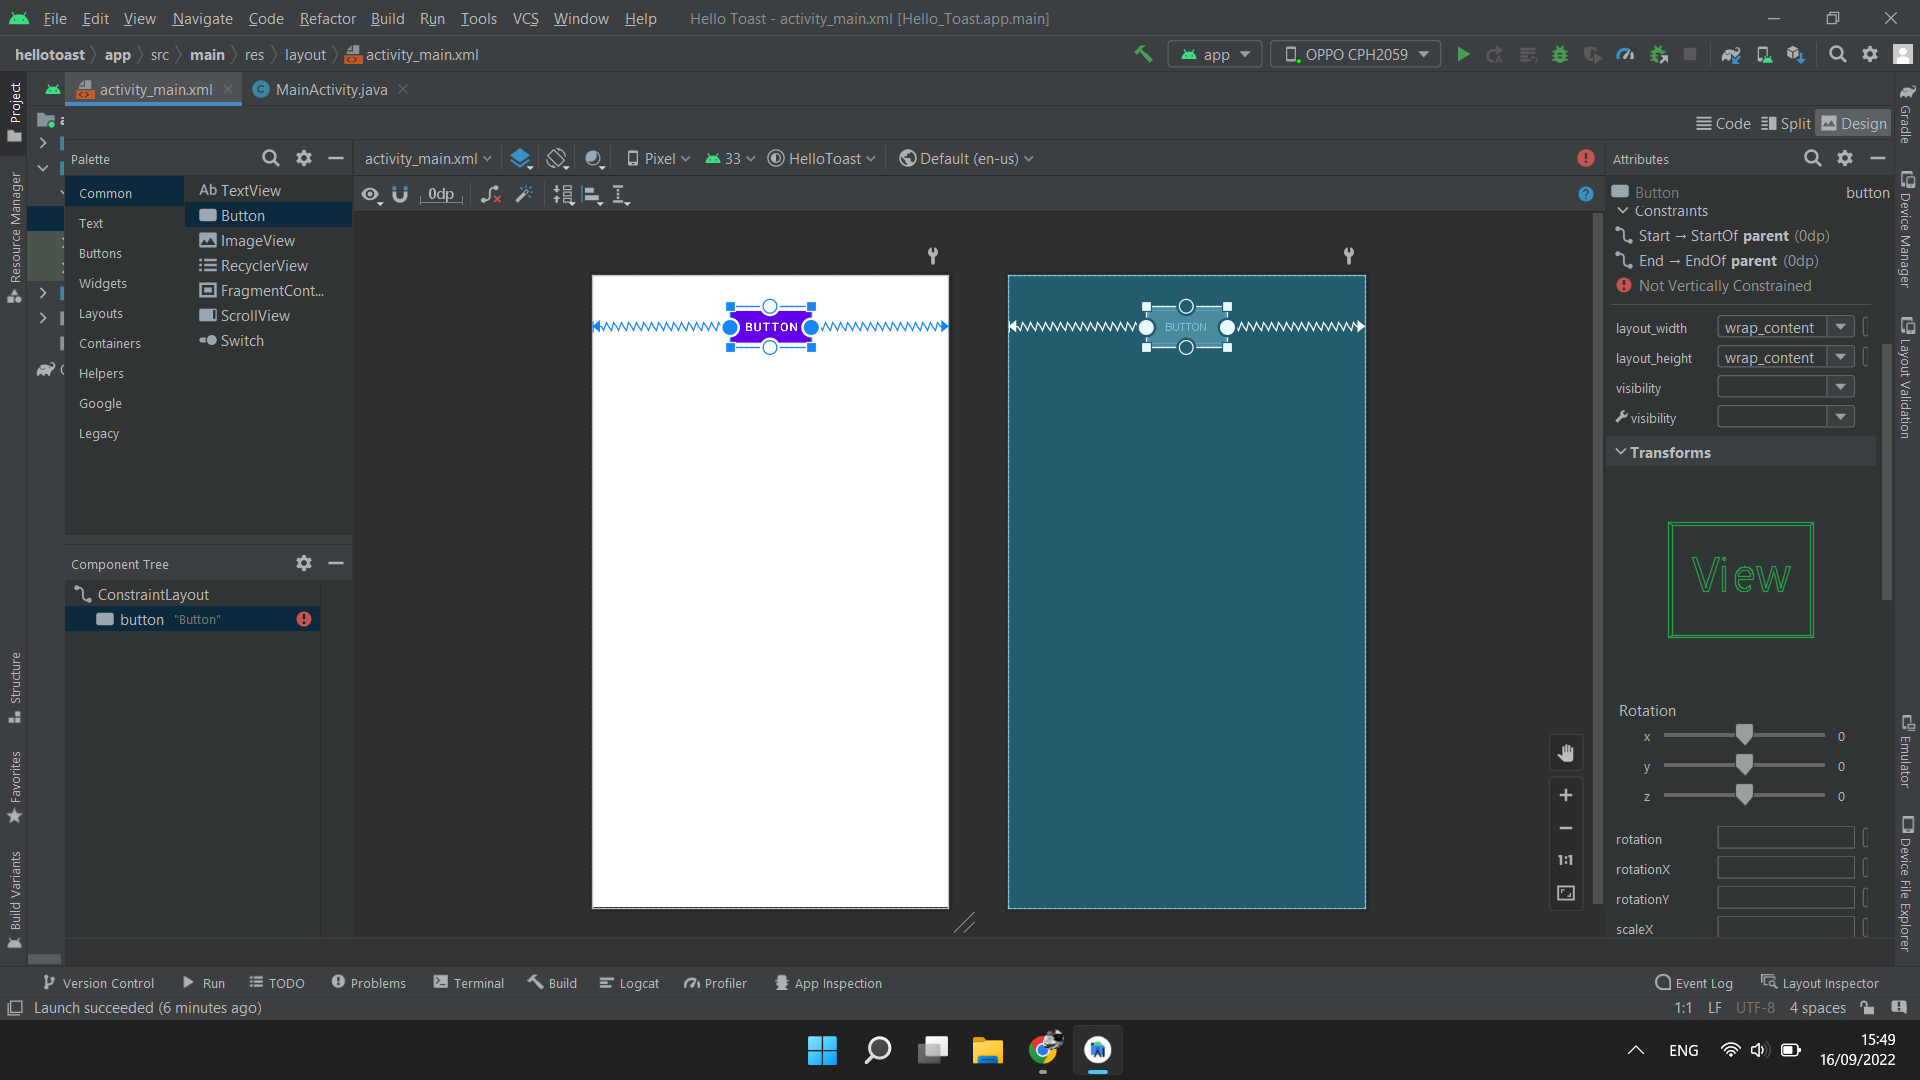 File Edit View Navigate Code Refactor Build Run Tools VCS Window Help Hello Toast - activity_main.xml [Hello_Toast.app.main]
hellotoast app src main res layout activity_main.xml app OPPO CPH2059
activity_main.xml MainActivity.java
Code Split Design
Project
Resource Manager
Structure
Favorites
Build Variants
Palette
Common
Text
Buttons
Widgets
Layouts
Containers
Helpers
Google
Legacy
Ab TextView
Button
ImageView
RecyclerView
FragmentCont...
ScrollView
Switch
Component Tree
ConstraintLayout
button "Button"
activity_main.xml Pixel 33 HelloToast Default (en-us)
0dp
BUTTON
BUTTON
1:1
Attributes
Button button
Constraints
Start → StartOf parent (0dp)
End → EndOf parent (0dp)
Not Vertically Constrained
layout_width wrap_content
layout_height wrap_content
visibility
visibility
Transforms
View
Rotation
x 0
y 0
z 0
rotation
rotationX
rotationY
scaleX
Gradle
Device Manager
Layout Validation
Emulator
Device File Explorer
Version Control Run TODO Problems Terminal Build Logcat Profiler App Inspection Event Log Layout Inspector
Launch succeeded (6 minutes ago) 1:1 LF UTF-8 4 spaces
ENG 15:49
16/09/2022